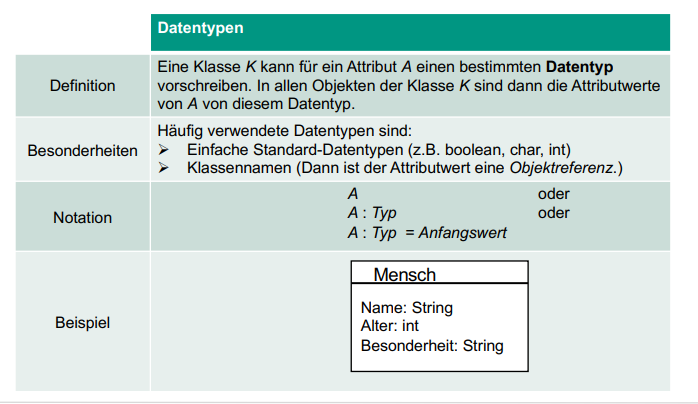 Datentypen
Definition
Eine Klasse K kann für ein Attribut A einen bestimmten Datentyp
vorschreiben. In allen Objekten der Klasse K sind dann die Attributwerte
von A von diesem Datentyp.
Besonderheiten
Häufig verwendete Datentypen sind:
➢ Einfache Standard-Datentypen (z.B. boolean, char, int)
➢ Klassennamen (Dann ist der Attributwert eine Objektreferenz.)
Notation
A oder
A : Typ oder
A : Typ = Anfangswert
Beispiel
Mensch
Name: String
Alter: int
Besonderheit: String